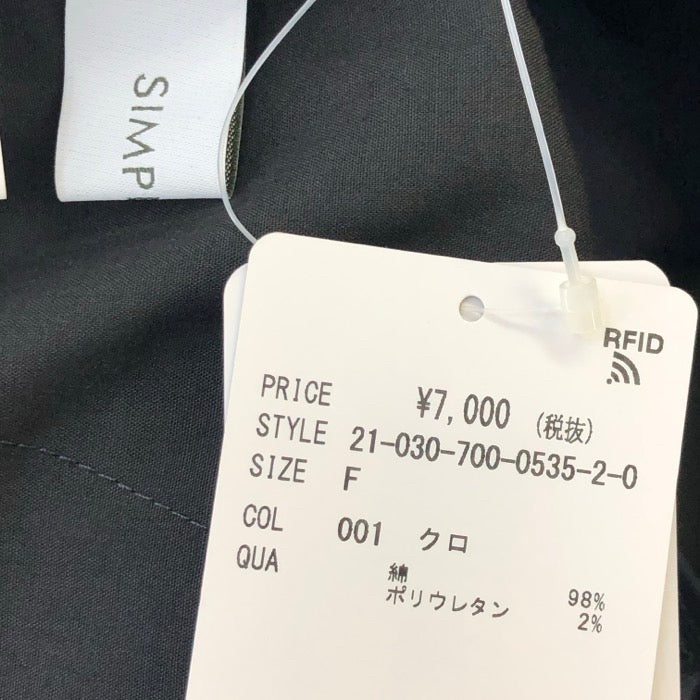 SIMP
RFID
PRICE ¥7,000 (税抜)
STYLE 21-030-700-0535-2-0
SIZE F
COL 001 クロ
QUA 綿 98%
ポリウレタン 2%